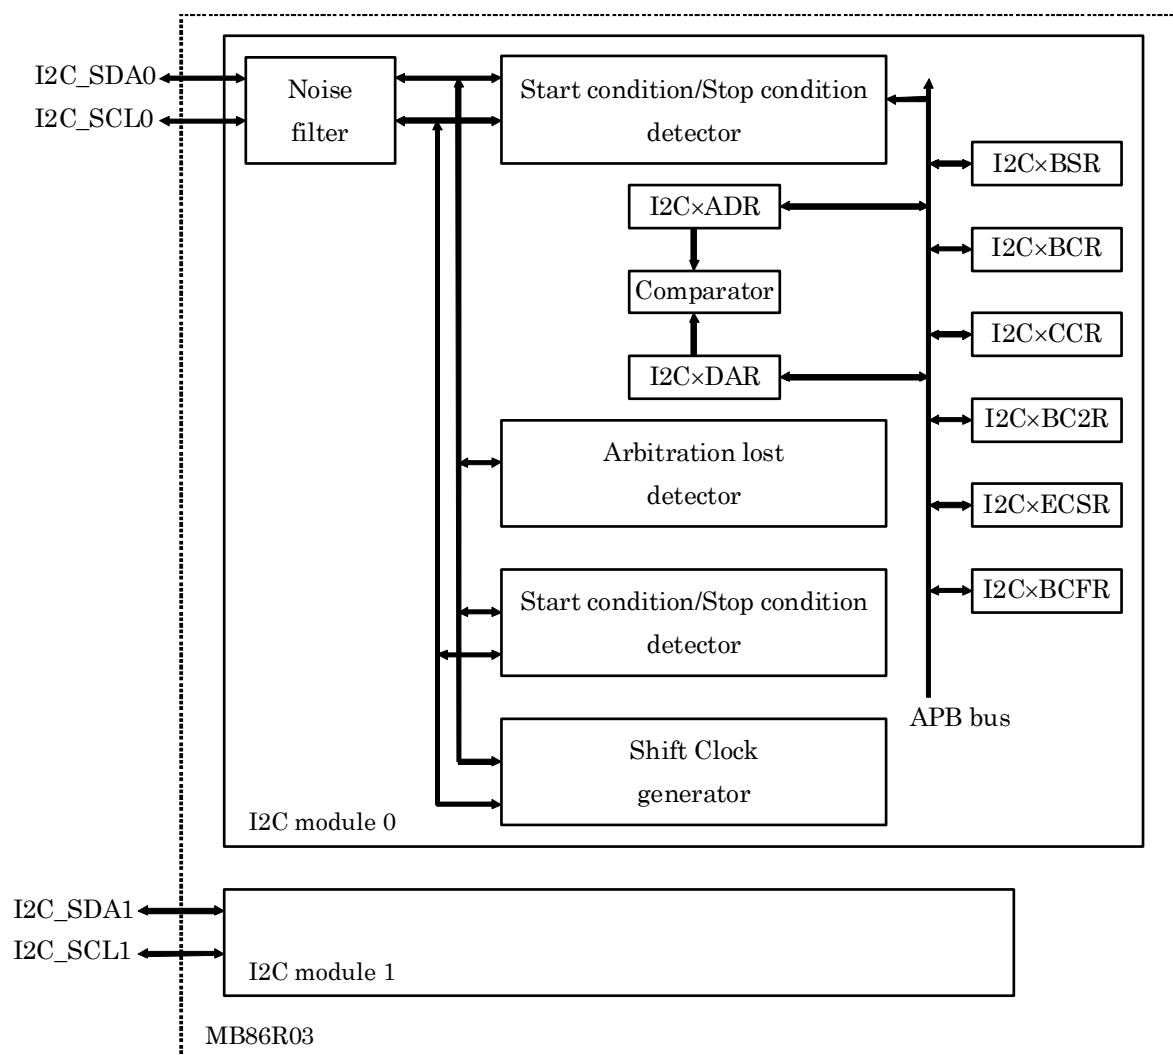 I2C_SDA0
I2C_SCL0
Noise
filter
Start condition/Stop condition
detector
I2C×BSR
I2C×ADR
I2C×BCR
Comparator
I2C×CCR
I2C×DAR
I2C×BC2R
Arbitration lost
detector
I2C×ECSR
I2C×BCFR
Start condition/Stop condition
detector
APB bus
Shift Clock
generator
I2C module 0
I2C_SDA1
I2C_SCL1
I2C module 1
MB86R03